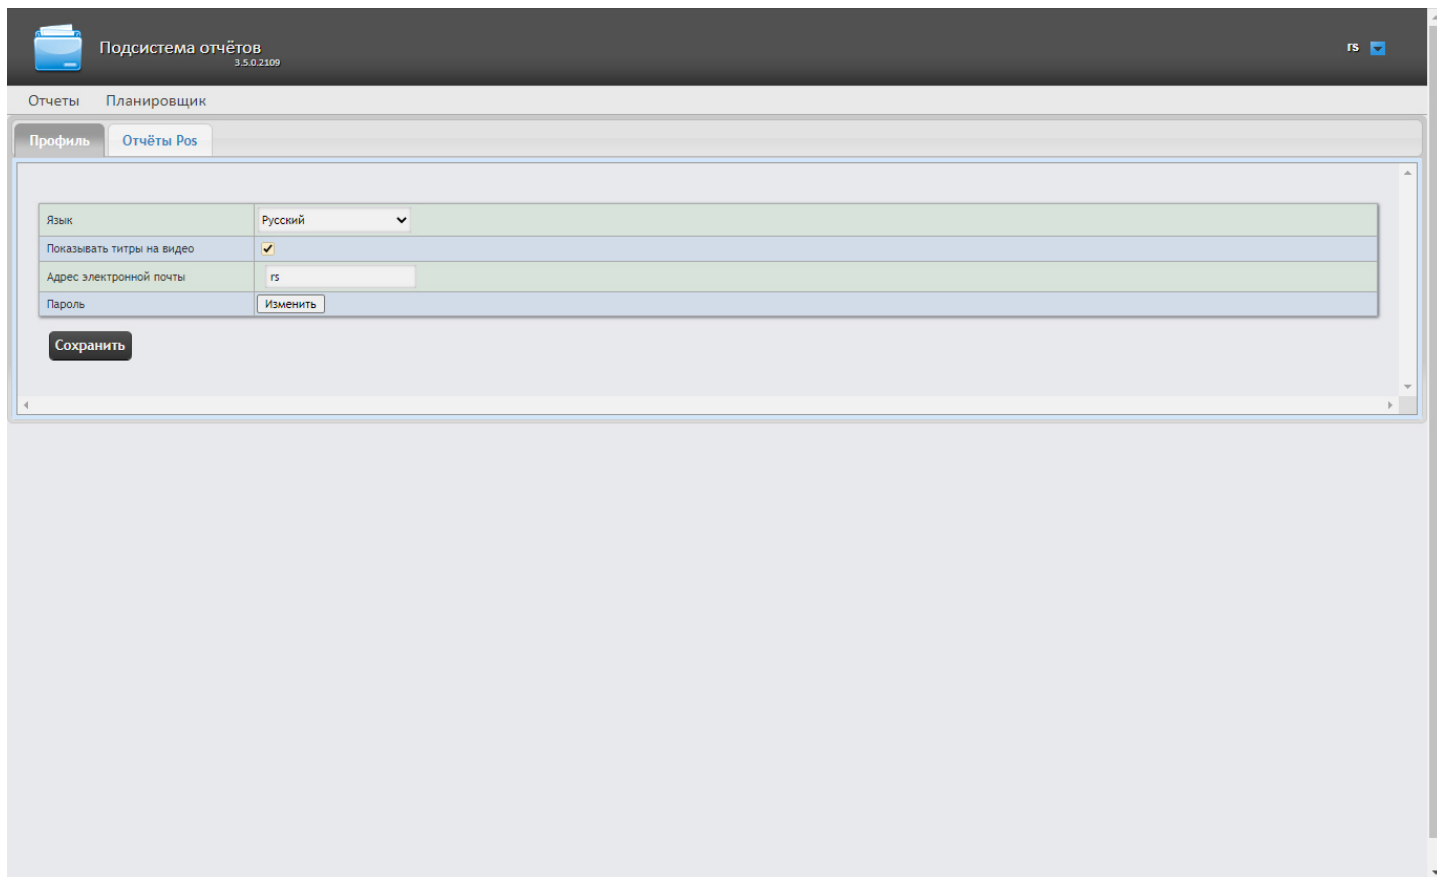 Подсистема отчётов
3.5.0.2109
rs
Отчеты Планировщик
Профиль Отчёты Pos
Язык Русский
Показывать титры на видео
Адрес электронной почты rs
Пароль Изменить
Сохранить